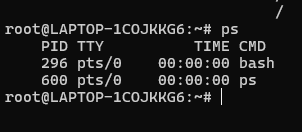 /
root@LAPTOP-1COJKKG6:~# ps
    PID TTY          TIME CMD
    296 pts/0    00:00:00 bash
    600 pts/0    00:00:00 ps
root@LAPTOP-1COJKKG6:~#